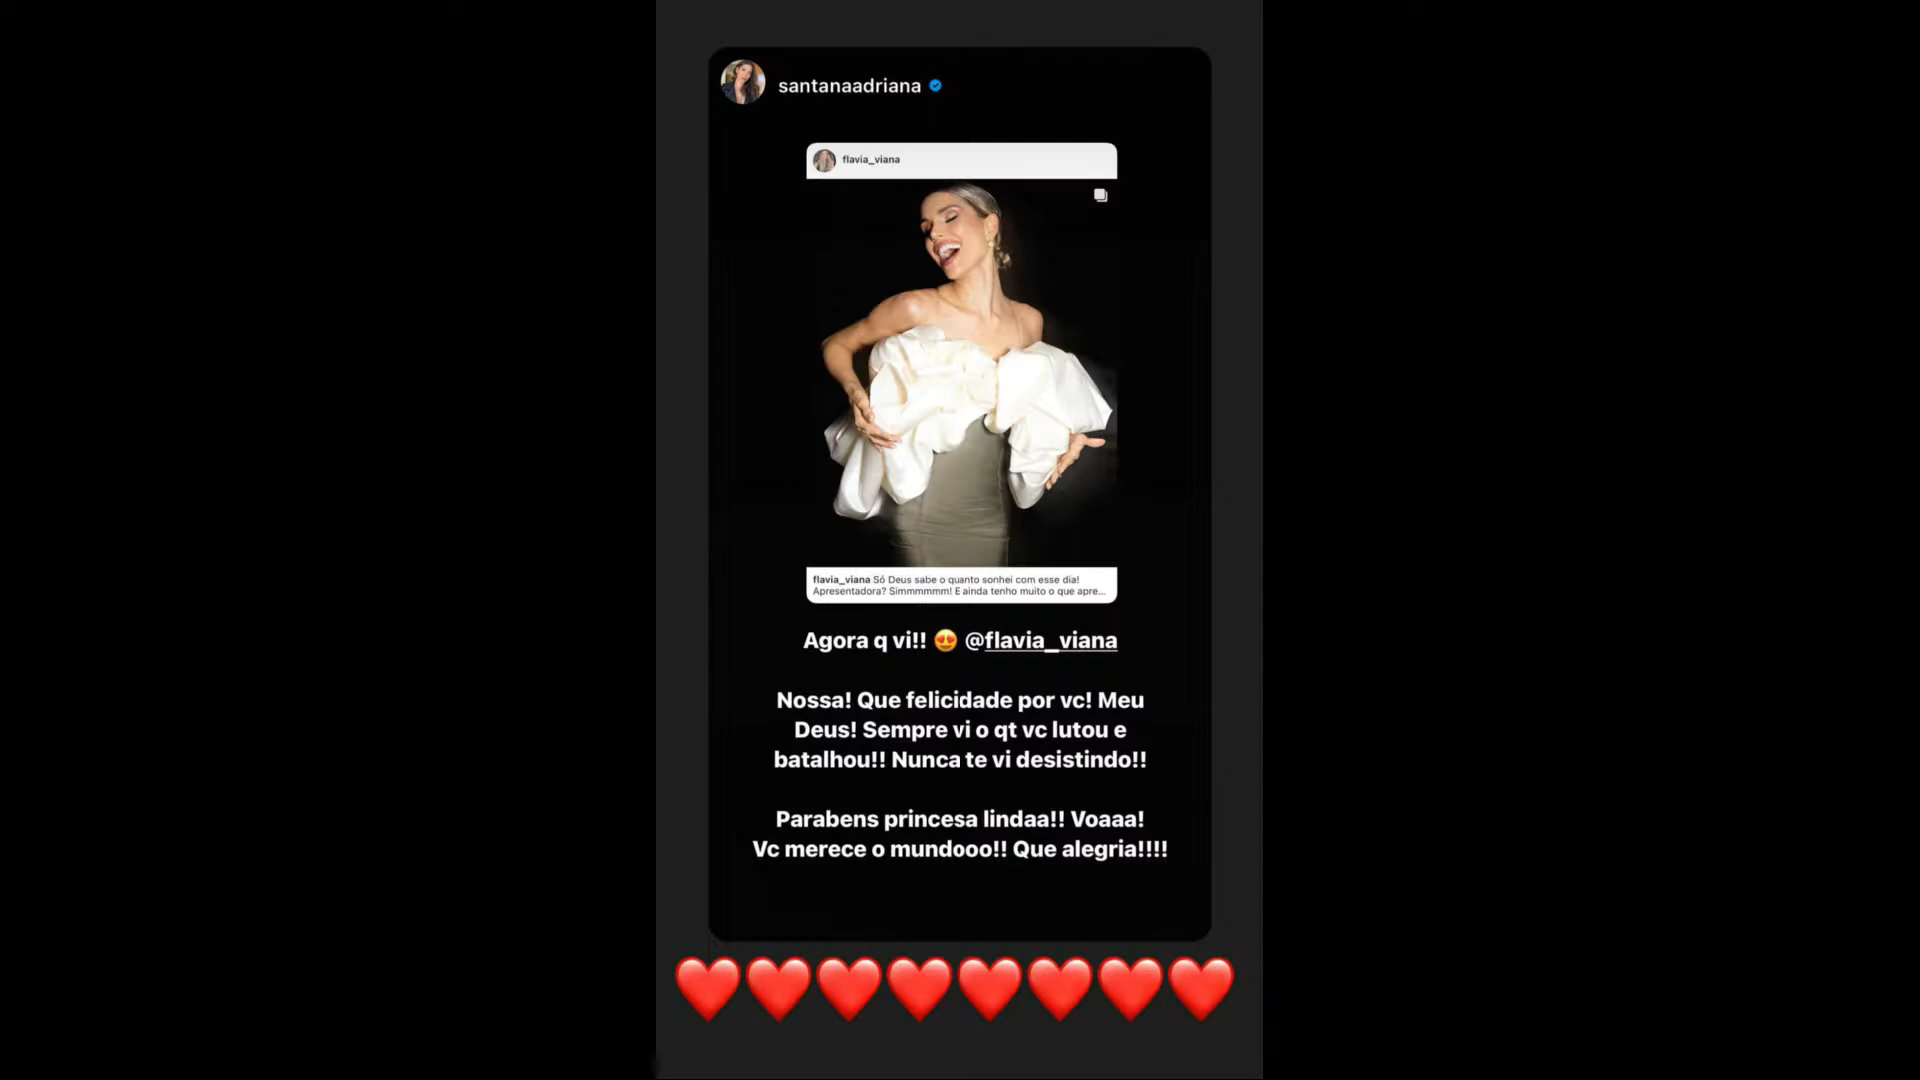 santanaadriana
flavia_viana
flavia_viana Só Deus sabe o quanto sonhei com esse dia!
Apresentadora? Simmmmmm! E ainda tenho muito o que apre...
Agora q vi!! 😍 @flavia_viana
Nossa! Que felicidade por vc! Meu
Deus! Sempre vi o qt vc lutou e
batalhou!! Nunca te vi desistindo!!
Parabens princesa lindaa!! Voaaa!
Vc merece o mundooo!! Que alegria!!!!